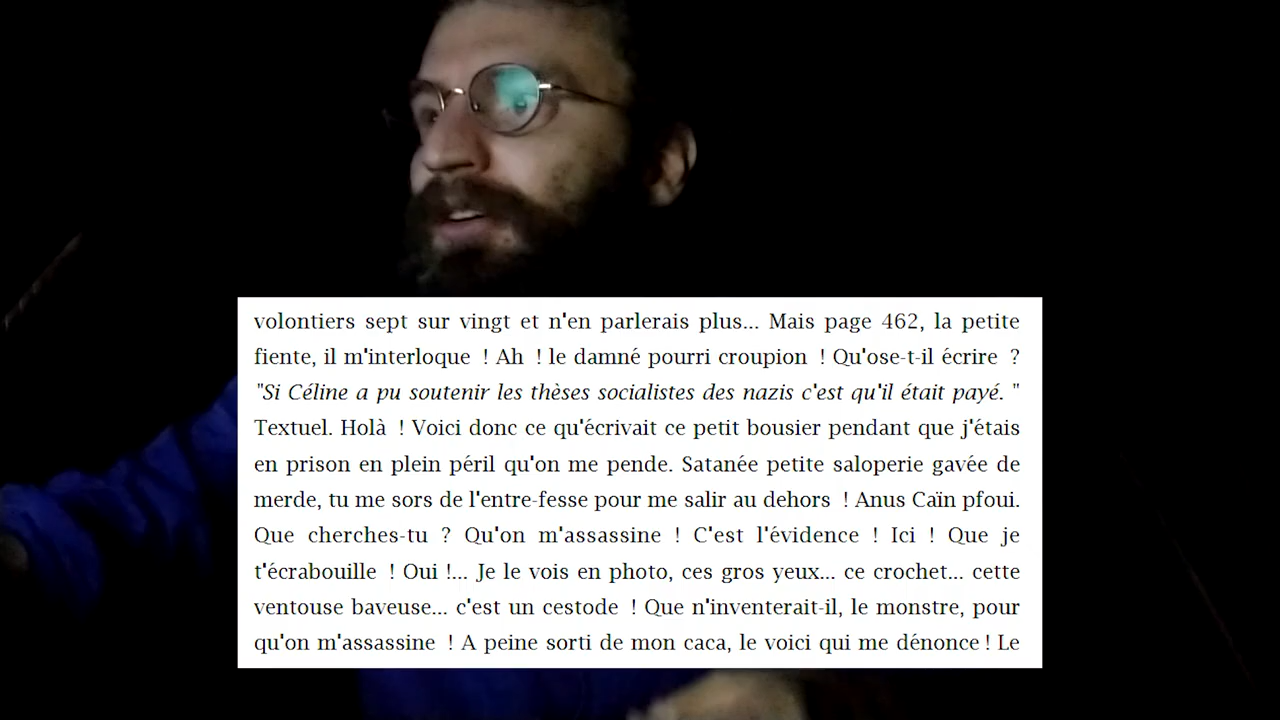 volontiers sept sur vingt et n'en parlerais plus... Mais page 462, la petite
fiente, il m'interloque ! Ah ! le damné pourri croupion ! Qu'ose-t-il écrire ?
"Si Céline a pu soutenir les thèses socialistes des nazis c'est qu'il était payé. "
Textuel. Holà ! Voici donc ce qu'écrivait ce petit bousier pendant que j'étais
en prison en plein péril qu'on me pende. Satanée petite saloperie gavée de
merde, tu me sors de l'entre-fesse pour me salir au dehors ! Anus Caïn pfoui.
Que cherches-tu ? Qu'on m'assassine ! C'est l'évidence ! Ici ! Que je
t'écrabouille ! Oui !... Je le vois en photo, ces gros yeux... ce crochet... cette
ventouse baveuse... c'est un cestode ! Que n'inventerait-il, le monstre, pour
qu'on m'assassine ! A peine sorti de mon caca, le voici qui me dénonce ! Le